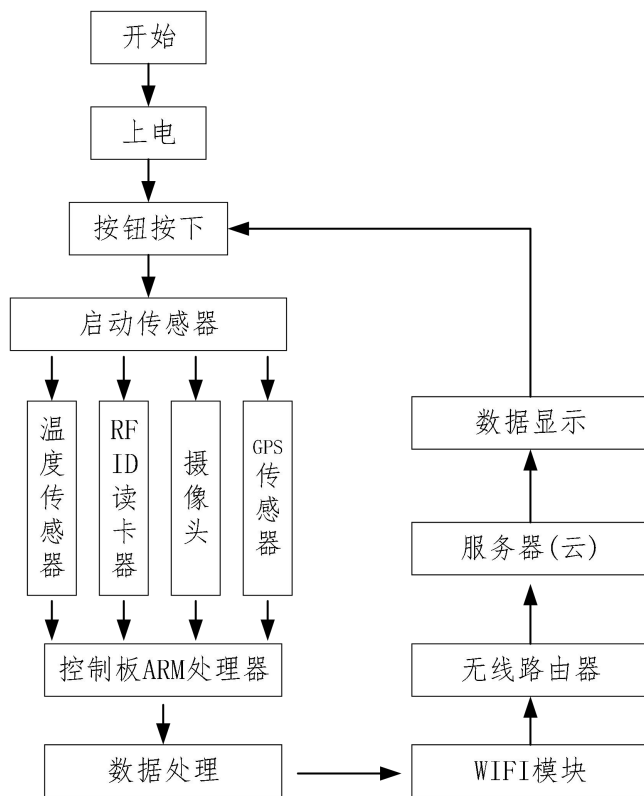 开始
上电
按钮按下
启动传感器
温度传感器
RFID读卡器
摄像头
GPS传感器
控制板ARM处理器
数据处理
WIFI模块
无线路由器
服务器(云)
数据显示